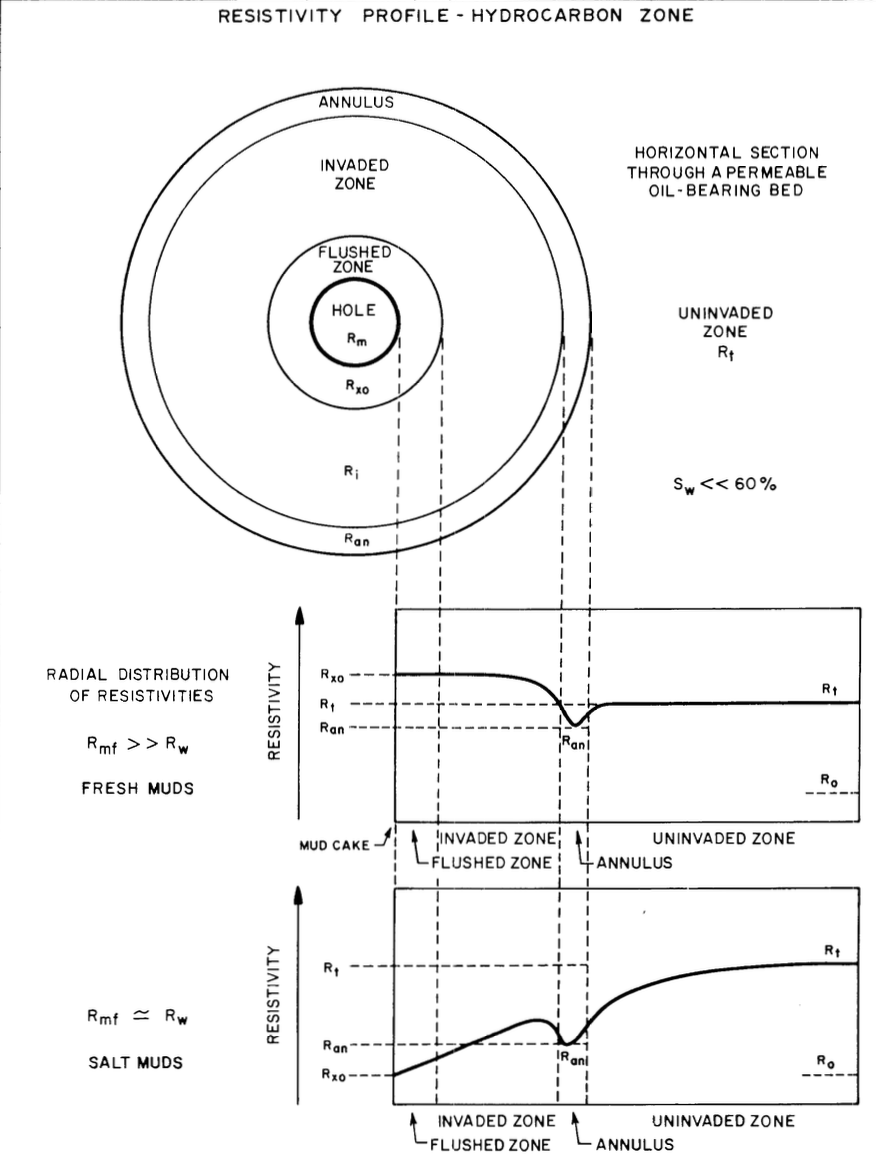 RESISTIVITY PROFILE - HYDROCARBON ZONE
ANNULUS
INVADED
ZONE
FLUSHED
ZONE
HOLE
Rm
Rxo
Ri
Ran
HORIZONTAL SECTION
THROUGH A PERMEABLE
OIL-BEARING BED
UNINVADED
ZONE
Rt
Sw << 60%
RADIAL DISTRIBUTION
OF RESISTIVITIES
Rmf >> Rw
FRESH MUDS
RESISTIVITY
Rxo
Rt
Ran
Ran
Rt
Ro
MUD CAKE
INVADED ZONE
UNINVADED ZONE
FLUSHED ZONE
ANNULUS
Rmf ≃ Rw
SALT MUDS
RESISTIVITY
Rt
Ran
Rxo
Ran
Rt
Ro
INVADED ZONE
UNINVADED ZONE
FLUSHED ZONE
ANNULUS